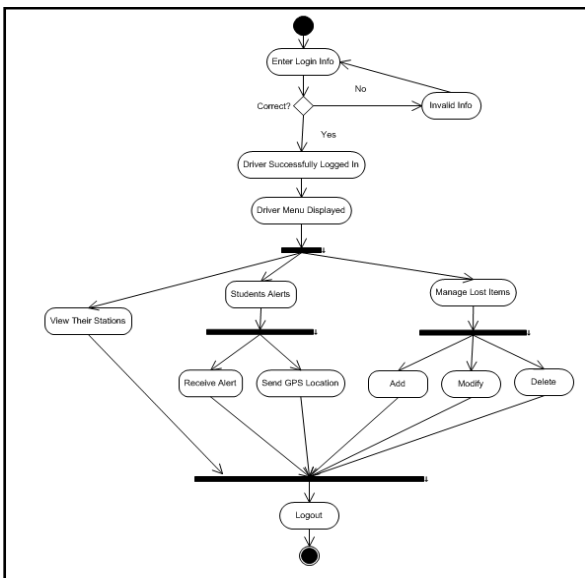 Enter Login Info
No
Correct?
Invalid Info
Yes
Driver Successfully Logged In
Driver Menu Displayed
Students Alerts
Manage Lost Items
View Their Stations
Receive Alert
Send GPS Location
Add
Modify
Delete
Logout